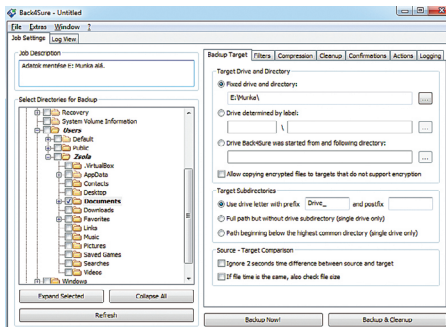 Back4Sure - Untitled
File Extras Window ?
Job Settings Log View
Job Description
Adatok mentése E: Munka alá.
Select Directories for Backup
Recovery
System Volume Information
Users
Default
Public
Zsola
.VirtualBox
AppData
Contacts
Desktop
Documents
Downloads
Favorites
Links
Music
Pictures
Saved Games
Searches
Videos
Windows
Expand Selected Collapse All
Refresh
Backup Target Filters Compression Cleanup Confirmations Actions Logging
Target Drive and Directory
Fixed drive and directory:
E:\Munka\ ...
Drive determined by label:
\ ...
Drive Back4Sure was started from and following directory:
...
Allow copying encrypted files to targets that do not support encryption
Target Subdirectories
Use drive letter with prefix Drive_ and postfix
Full path but without drive subdirectory (single drive only)
Path beginning below the highest common directory (single drive only)
Source - Target Comparison
Ignore 2 seconds time difference between source and target
If file time is the same, also check file size
Backup Now! Backup & Cleanup